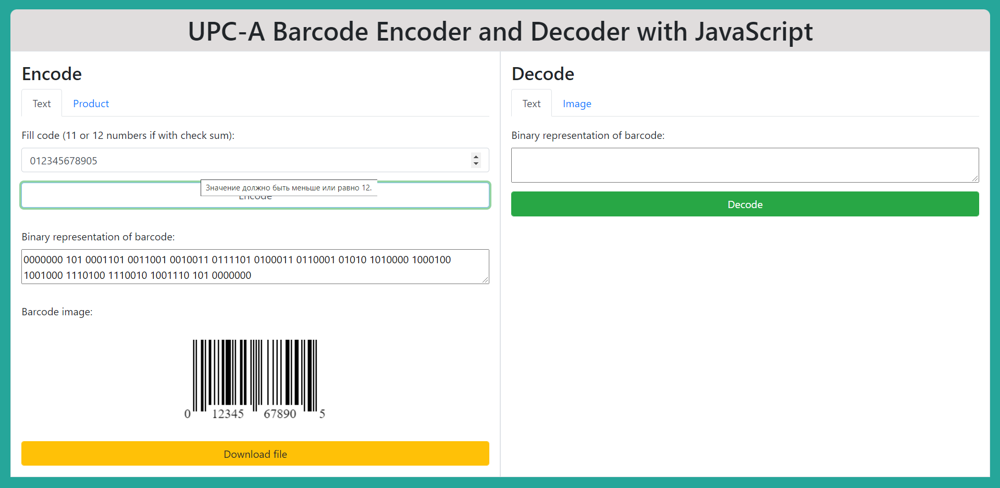 UPC-A Barcode Encoder and Decoder with JavaScript
Encode
Text
Product
Fill code (11 or 12 numbers if with check sum):
012345678905
Значение должно быть меньше или равно 12.
Encode
Binary representation of barcode:
0000000 101 0001101 0011001 0010011 0111101 0100011 0110001 01010 1010000 1000100
1001000 1110100 1110010 1001110 101 0000000
Barcode image:
0 12345 67890 5
Download file
Decode
Text
Image
Binary representation of barcode:
Decode